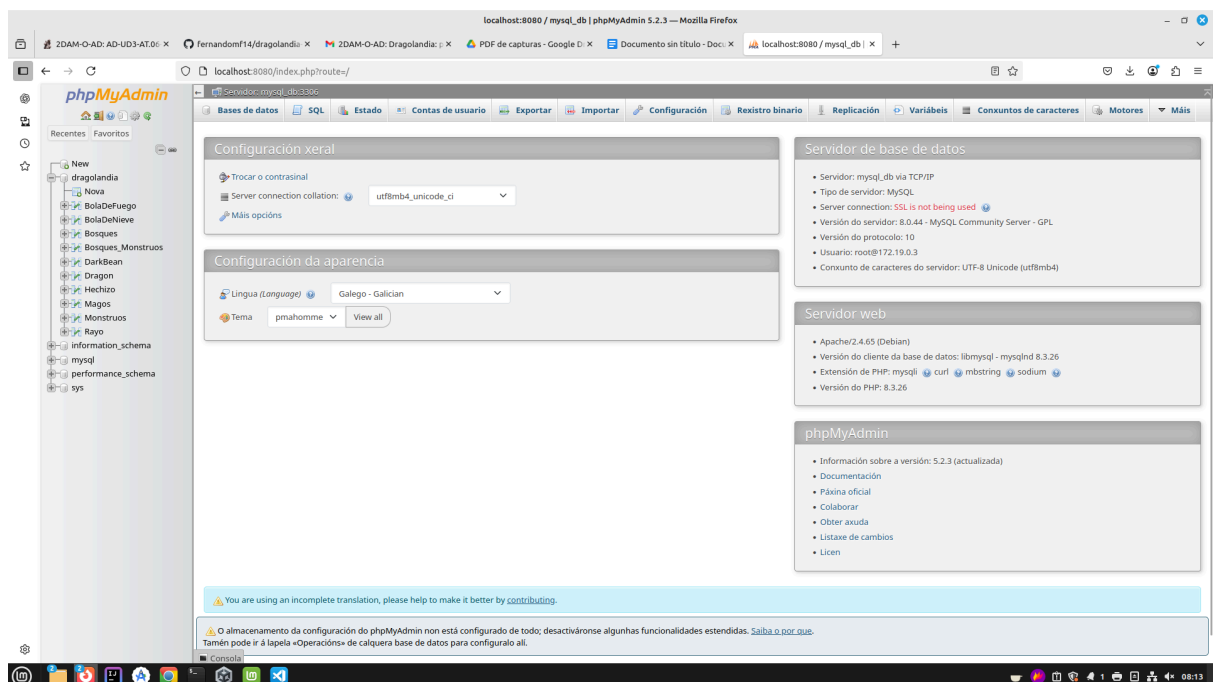 localhost:8080 / mysql_db | phpMyAdmin 5.2.3 — Mozilla Firefox
2DAM-O-AD: AD-UD3-AT.06
fernandomf14/dragolandia
2DAM-O-AD: Dragolandia: p
PDF de capturas - Google Dr
Documento sin título - Docu
localhost:8080 / mysql_db |
localhost:8080/index.php?route=/
phpMyAdmin
Recentes Favoritos
New
dragolandia
Nova
BolaDeFuego
BolaDeNieve
Bosques
Bosques_Monstruos
DarkBean
Dragon
Hechizo
Magos
Monstruos
Rayo
information_schema
mysql
performance_schema
sys
Servidor: mysql_db:3306
Bases de datos SQL Estado Contas de usuario Exportar Importar Configuración Rexistro binario Replicación Variábeis Conxuntos de caracteres Motores Máis
Configuración xeral
Trocar o contrasinal
Server connection collation: utf8mb4_unicode_ci
Máis opcións
Configuración da aparencia
Lingua (Language) Galego - Galician
Tema pmahomme View all
Servidor de base de datos
• Servidor: mysql_db via TCP/IP
• Tipo de servidor: MySQL
• Server connection: SSL is not being used
• Versión do servidor: 8.0.44 - MySQL Community Server - GPL
• Versión do protocolo: 10
• Usuario: root@172.19.0.3
• Conxunto de caracteres do servidor: UTF-8 Unicode (utf8mb4)
Servidor web
• Apache/2.4.65 (Debian)
• Versión do cliente da base de datos: libmysql - mysqlnd 8.3.26
• Extensión de PHP: mysqli curl mbstring sodium
• Versión do PHP: 8.3.26
phpMyAdmin
• Información sobre a versión: 5.2.3 (actualizada)
• Documentación
• Páxina oficial
• Colaborar
• Obter axuda
• Listaxe de cambios
• Licen
You are using an incomplete translation, please help to make it better by contributing.
O almacenamento da configuración do phpMyAdmin non está configurado de todo; desactiváronse algunhas funcionalidades estendidas. Saiba o por que.
Tamén pode ir á lapela «Operacións» de calquera base de datos para configuralo alí.
Consola
2
2
1
08:13